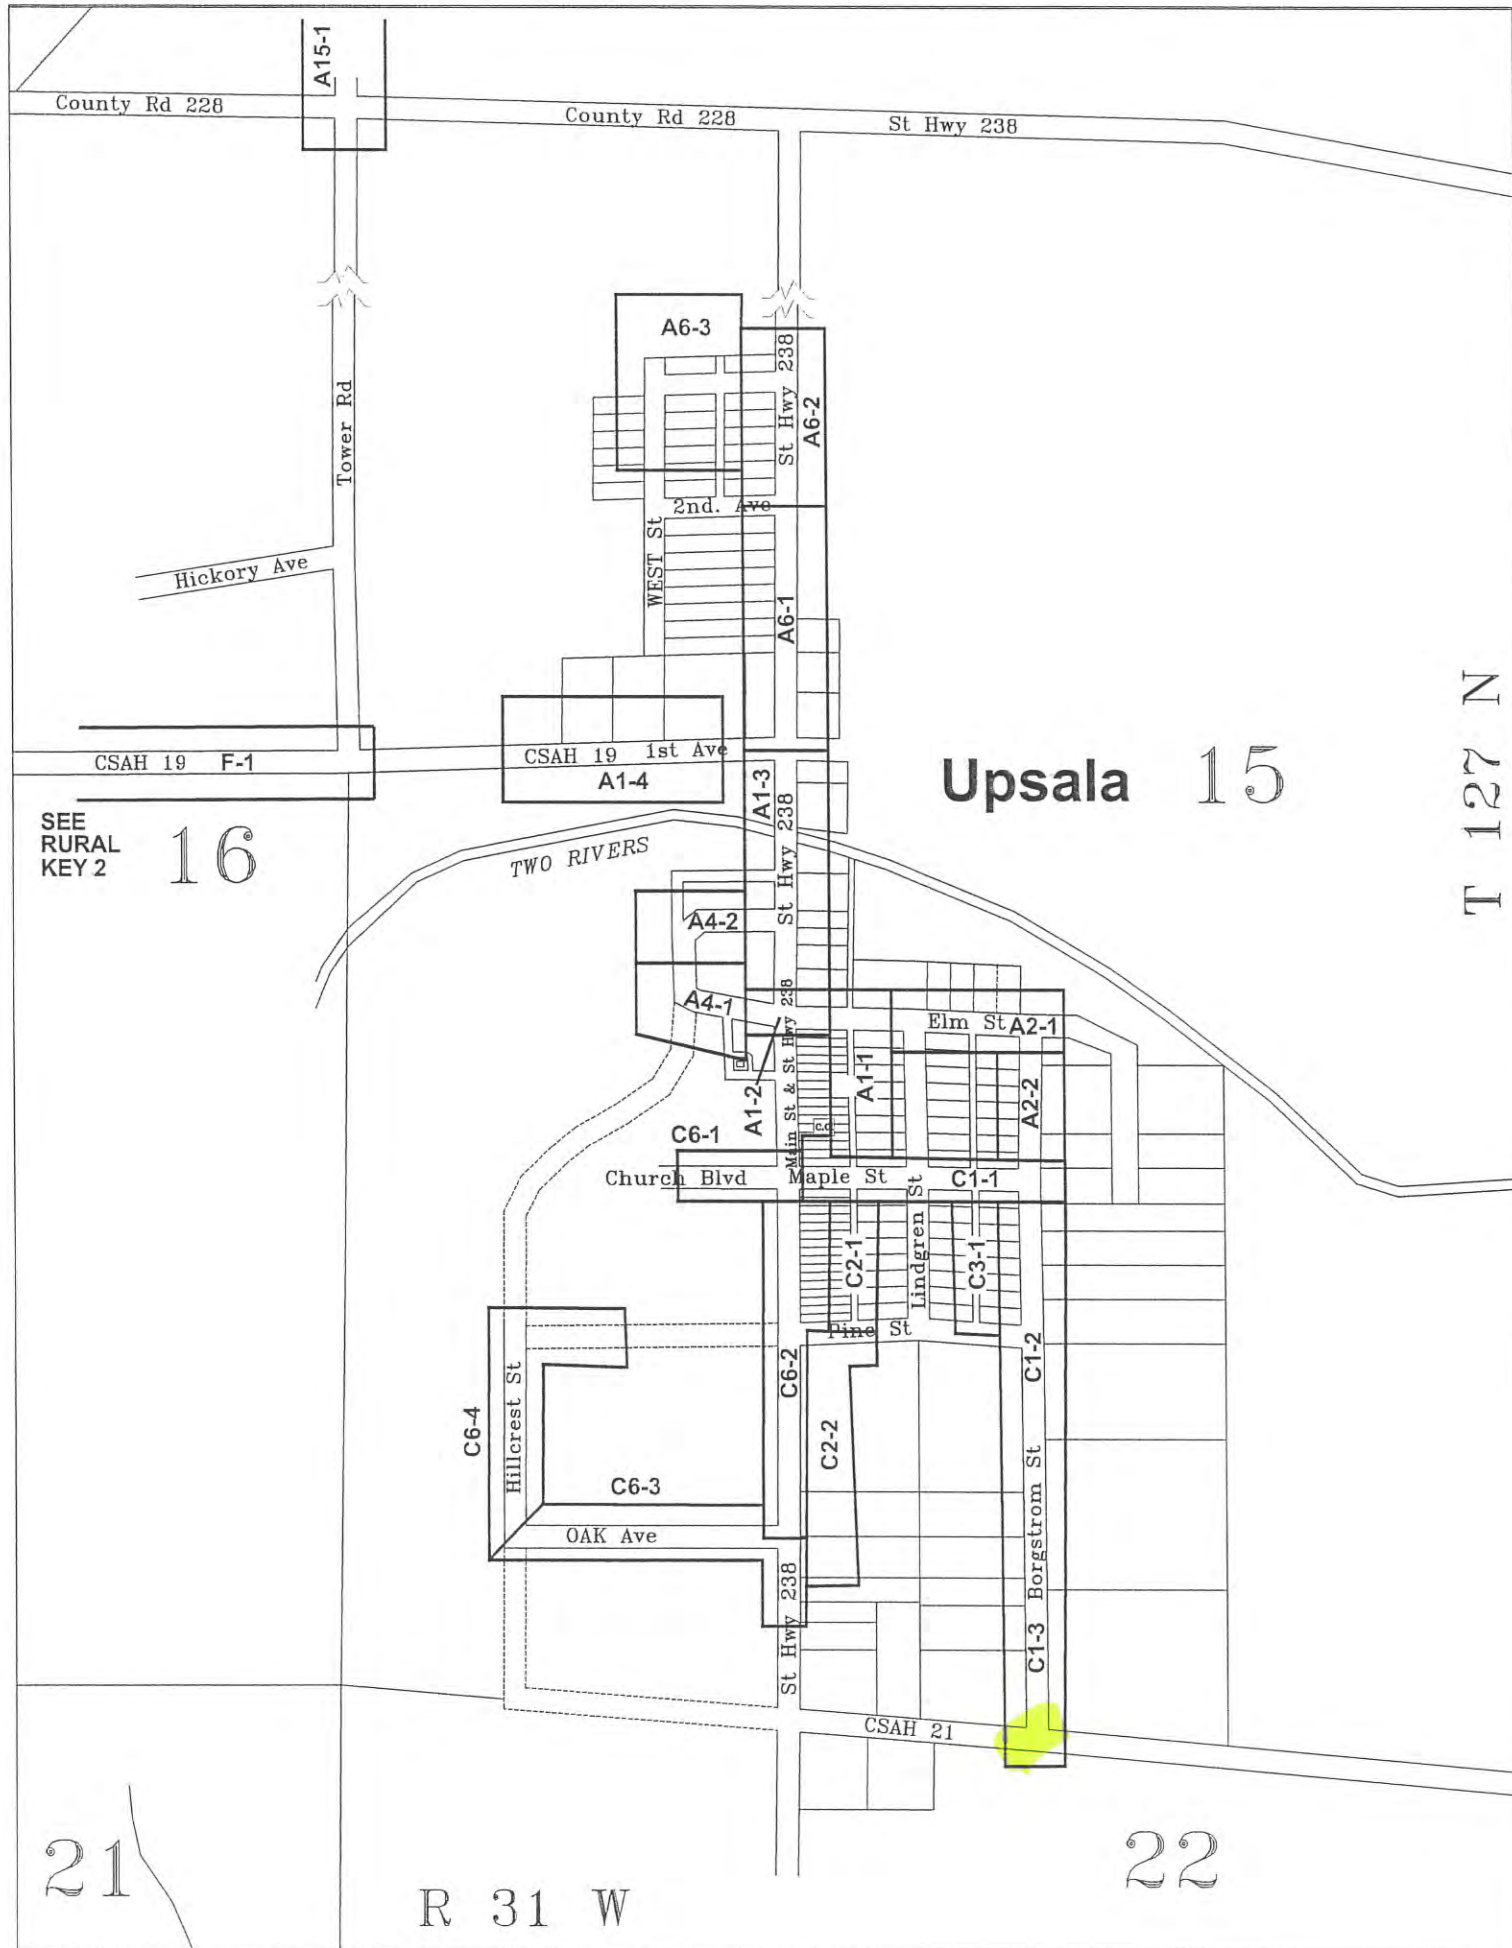 A15-1
County Rd 228
County Rd 228
St Hwy 238
A6-3
St Hwy 238
A6-2
Tower Rd
2nd. Ave
WEST St
Hickory Ave
A6-1
CSAH 19
F-1
CSAH 19
1st Ave
A1-4
A1-3
St Hwy 238
Upsala
15
T 127 N
SEE
RURAL
KEY 2
16
TWO RIVERS
A4-2
A4-1
Elm St
A2-1
A1-2
Main St & St Hwy 238
A1-1
A2-2
c.o.
C6-1
Church Blvd
Maple St
C1-1
Lindgren St
C2-1
C3-1
Pine St
C6-2
C1-2
C6-4
Hillcrest St
C2-2
C6-3
OAK Ave
Borgstrom St
St Hwy 238
C1-3
CSAH 21
21
22
R 31 W